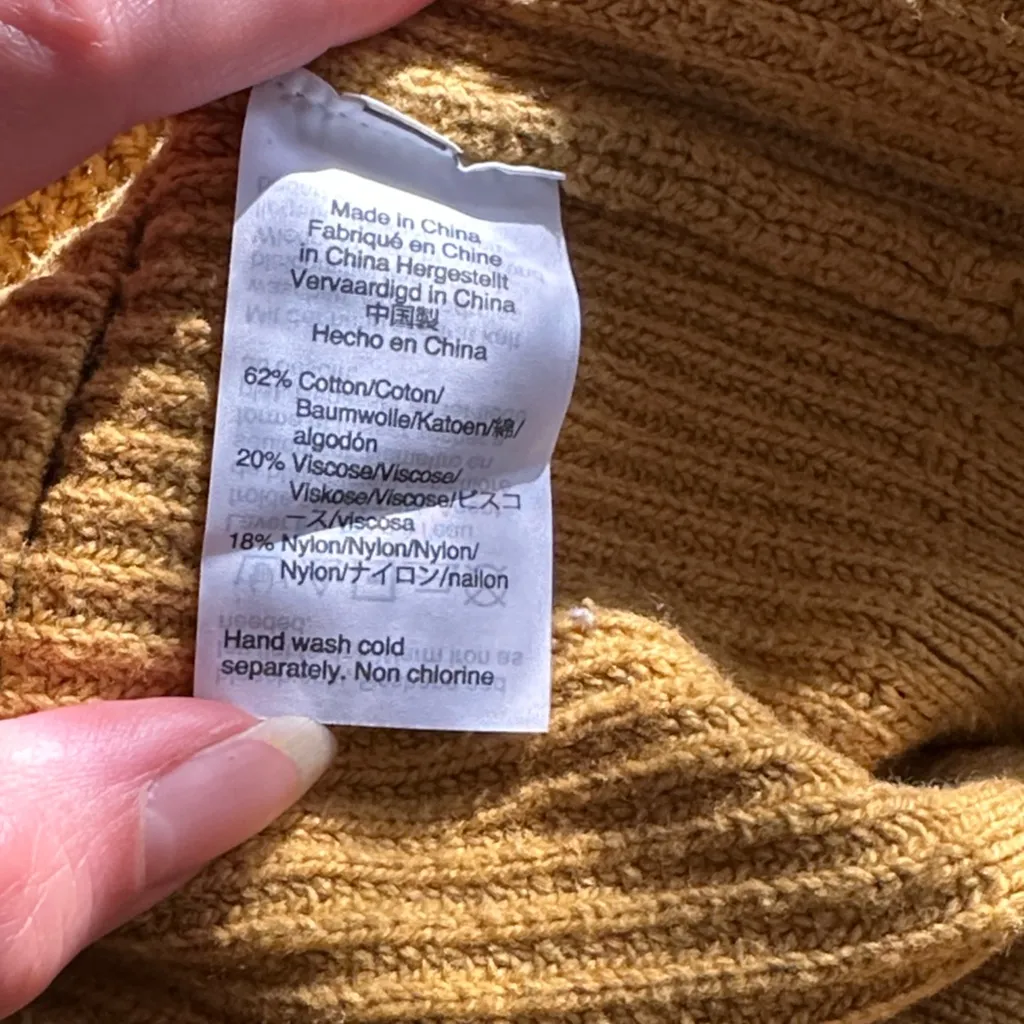 Made in China
Fabriqué en Chine
in China Hergestellt
Vervaardigd in China
中国製
Hecho en China
62% Cotton/Coton/
Baumwolle/Katoen/綿/
algodón
20% Viscose/Viscose/
Viskose/Viscose/ビスコ
ース/viscosa
18% Nylon/Nylon/Nylon/
Nylon/ナイロン/nailon
Hand wash cold
separately. Non chlorine